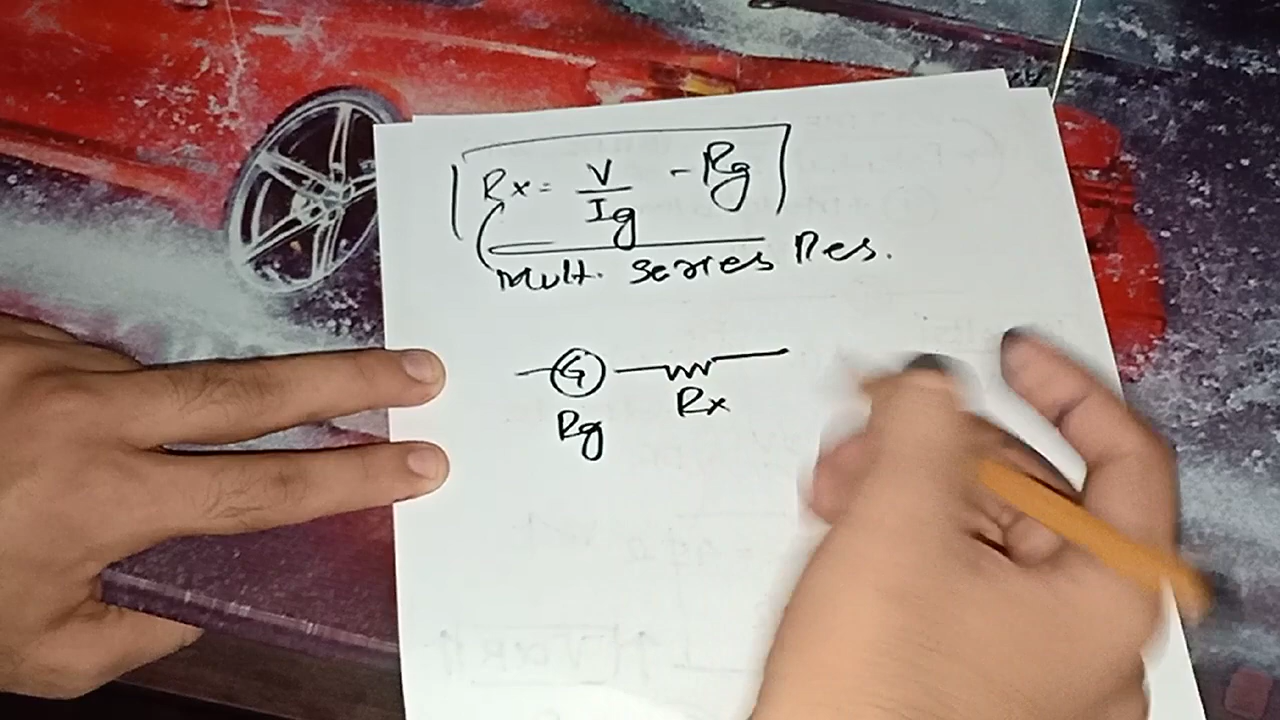 Rx = V/Ig - Rg
Mult. series Res.
G
Rg
Rx